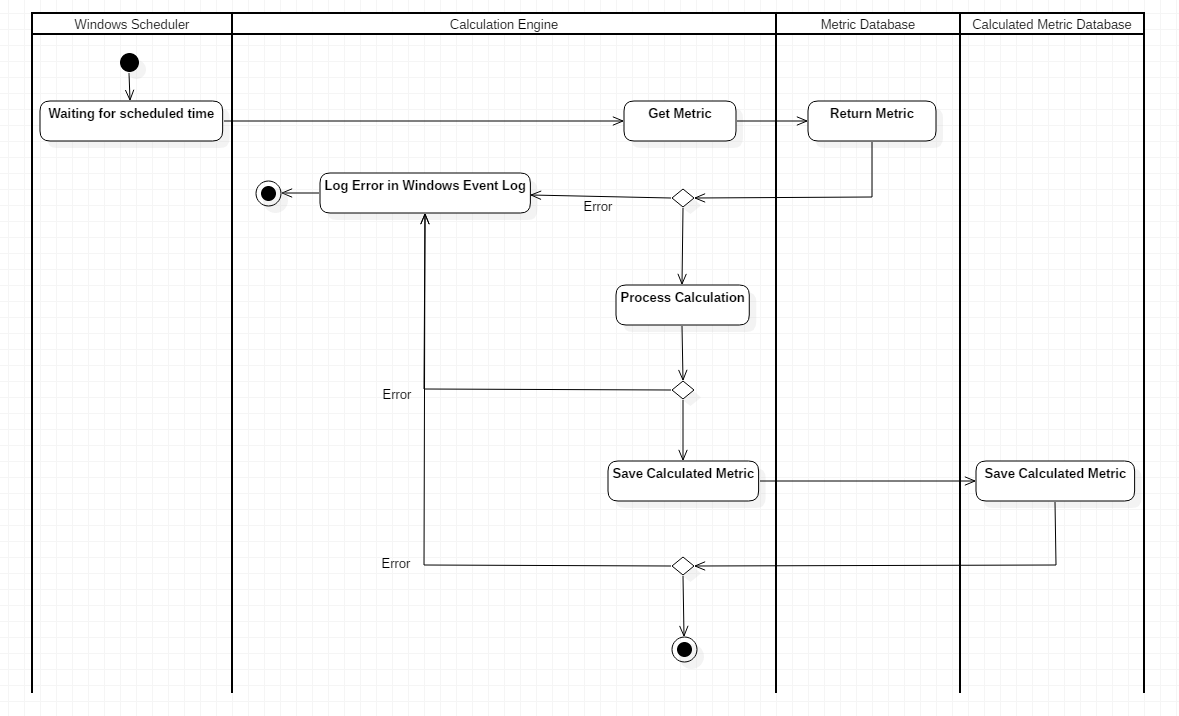 Windows Scheduler
Calculation Engine
Metric Database
Calculated Metric Database
Waiting for scheduled time
Get Metric
Return Metric
Log Error in Windows Event Log
Error
Process Calculation
Error
Save Calculated Metric
Save Calculated Metric
Error